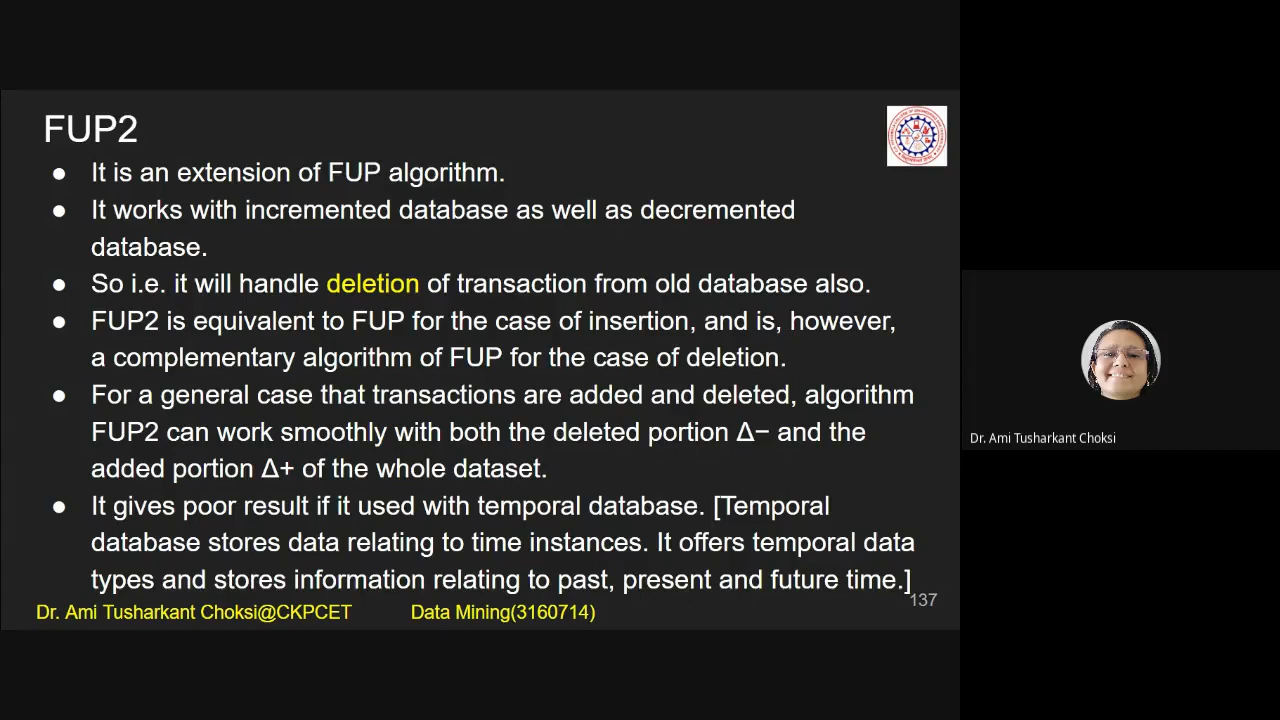 FUP2
● It is an extension of FUP algorithm.
● It works with incremented database as well as decremented
database.
● So i.e. it will handle deletion of transaction from old database also.
● FUP2 is equivalent to FUP for the case of insertion, and is, however,
a complementary algorithm of FUP for the case of deletion.
● For a general case that transactions are added and deleted, algorithm
FUP2 can work smoothly with both the deleted portion Δ− and the
added portion Δ+ of the whole dataset.
● It gives poor result if it used with temporal database. [Temporal
database stores data relating to time instances. It offers temporal data
types and stores information relating to past, present and future time.]
137
Dr. Ami Tusharkant Choksi@CKPCET Data Mining(3160714)
Dr. Ami Tusharkant Choksi